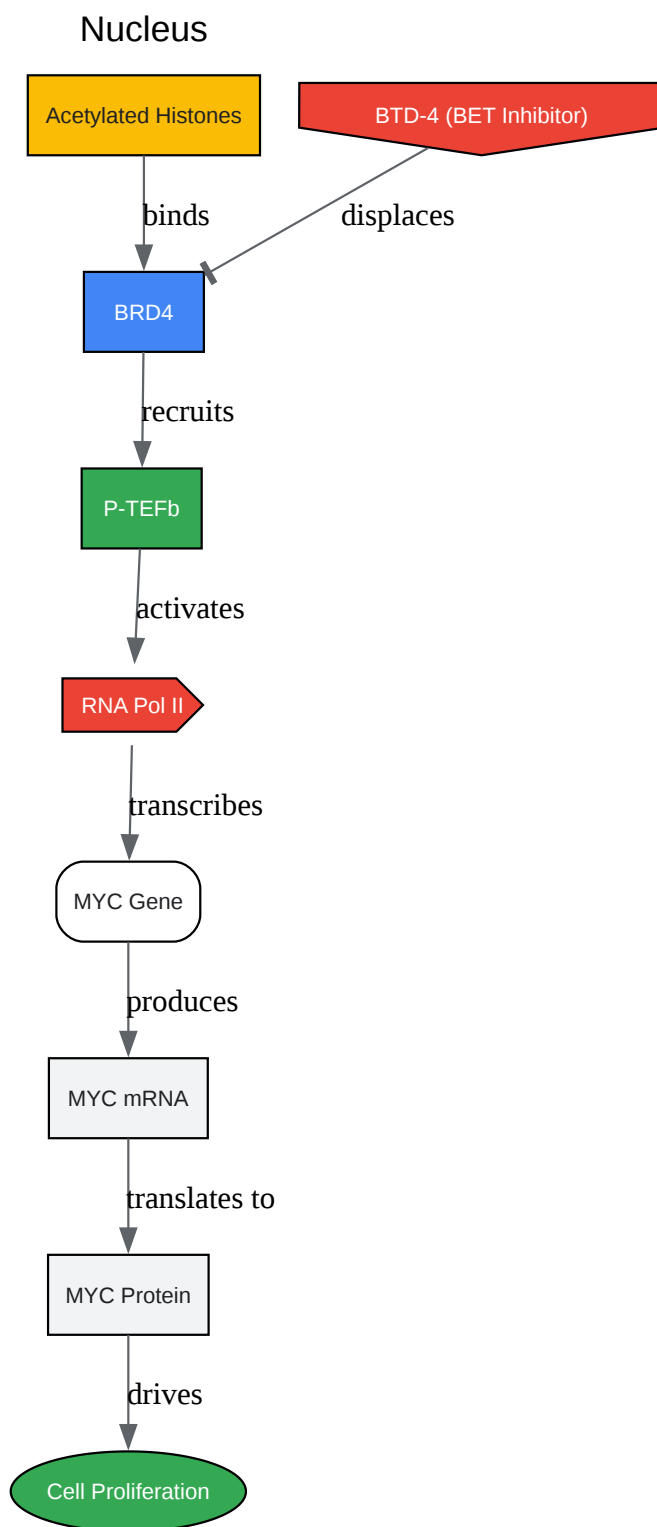 Nucleus
Acetylated Histones
BTD-4 (BET Inhibitor)
binds
displaces
BRD4
recruits
P-TEFb
activates
RNA Pol II
transcribes
MYC Gene
produces
MYC mRNA
translates to
MYC Protein
drives
Cell Proliferation